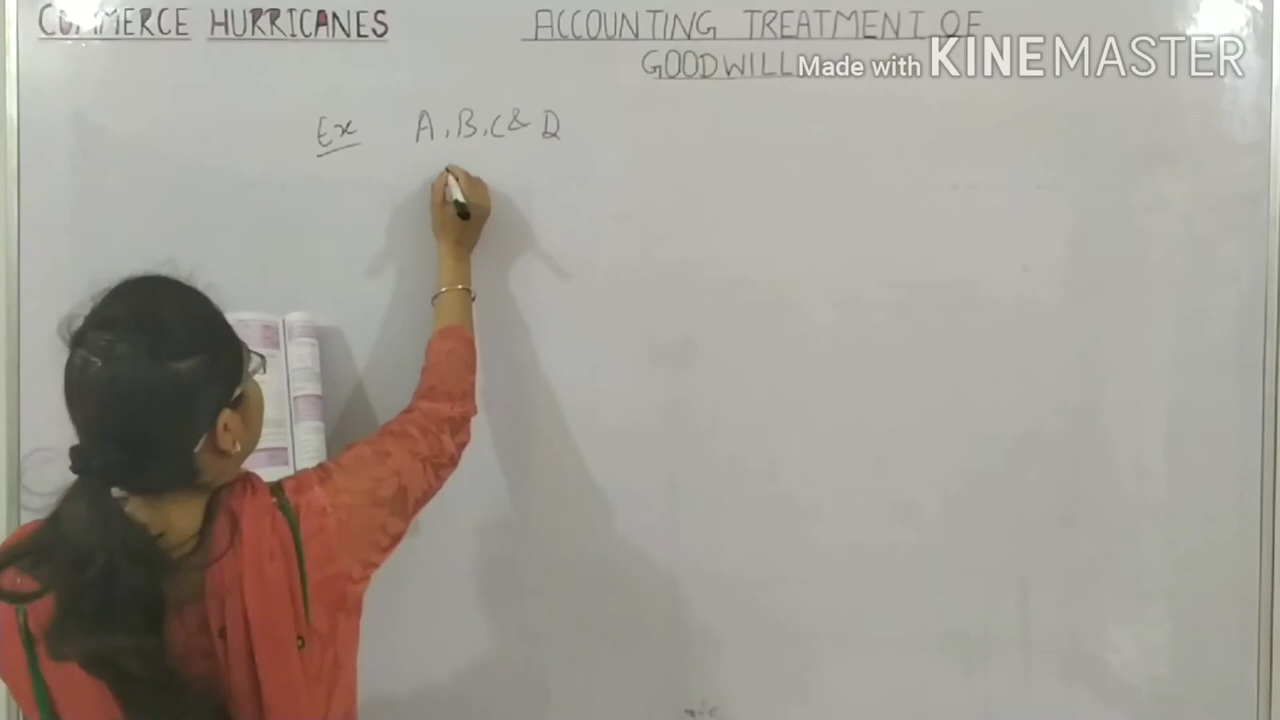 COMMERCE HURRICANES
ACCOUNTING TREATMENT OF
GOODWILL
Made with KINEMASTER
Ex A, B, C & D